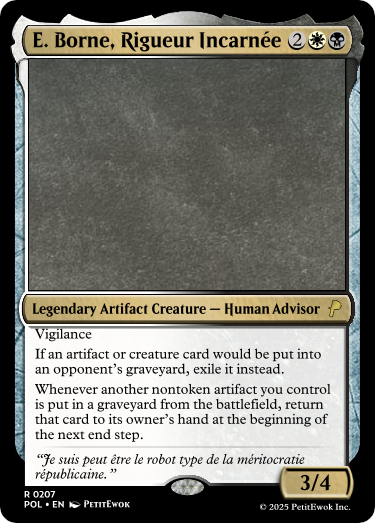 E. Borne, Rigueur Incarnée 2
Legendary Artifact Creature — Human Advisor
Vigilance
If an artifact or creature card would be put into
an opponent's graveyard, exile it instead.
Whenever another nontoken artifact you control
is put in a graveyard from the battlefield, return
that card to its owner's hand at the beginning of
the next end step.
“Je suis peut être le robot type de la méritocratie
républicaine.”
3/4
R 0207
POL • EN PetitEwok
© 2025 PetitEwok Inc.